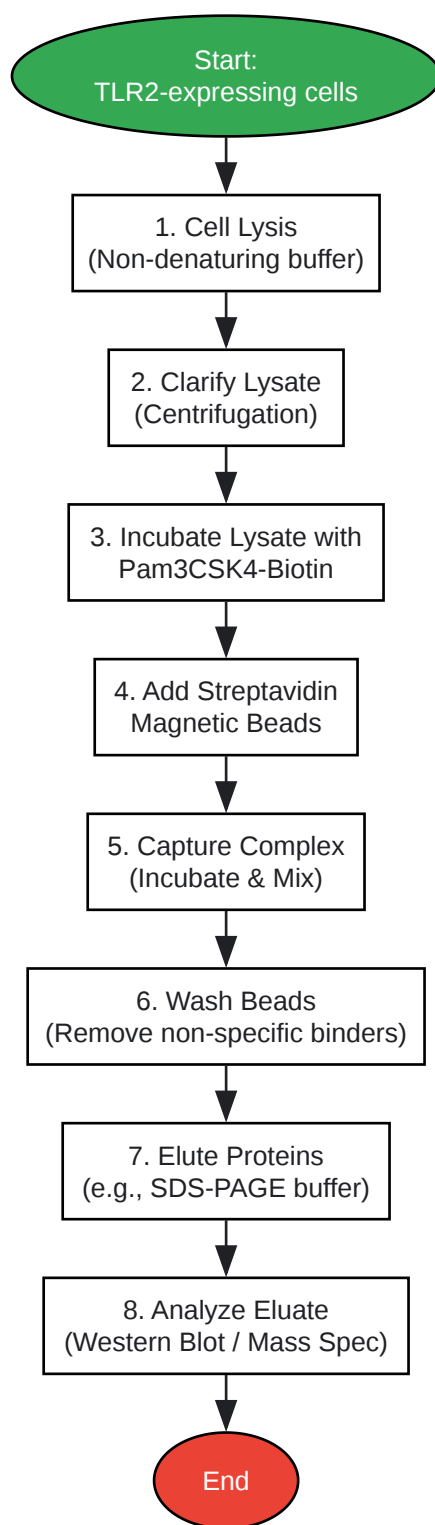 Start:
TLR2-expressing cells
1. Cell Lysis
(Non-denaturing buffer)
2. Clarify Lysate
(Centrifugation)
3. Incubate Lysate with
Pam3CSK4-Biotin
4. Add Streptavidin
Magnetic Beads
5. Capture Complex
(Incubate & Mix)
6. Wash Beads
(Remove non-specific binders)
7. Elute Proteins
(e.g., SDS-PAGE buffer)
8. Analyze Eluate
(Western Blot / Mass Spec)
End